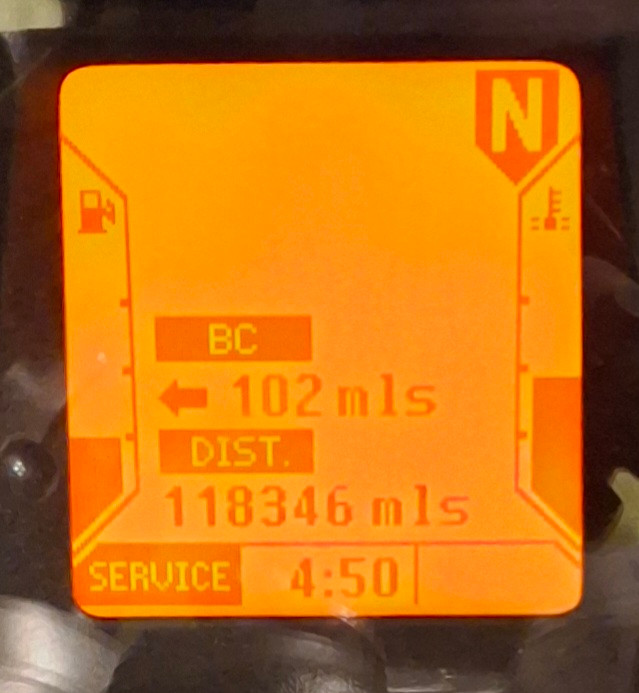 N
BC
← 102 mls
DIST.
118346 mls
SERVICE 4:50